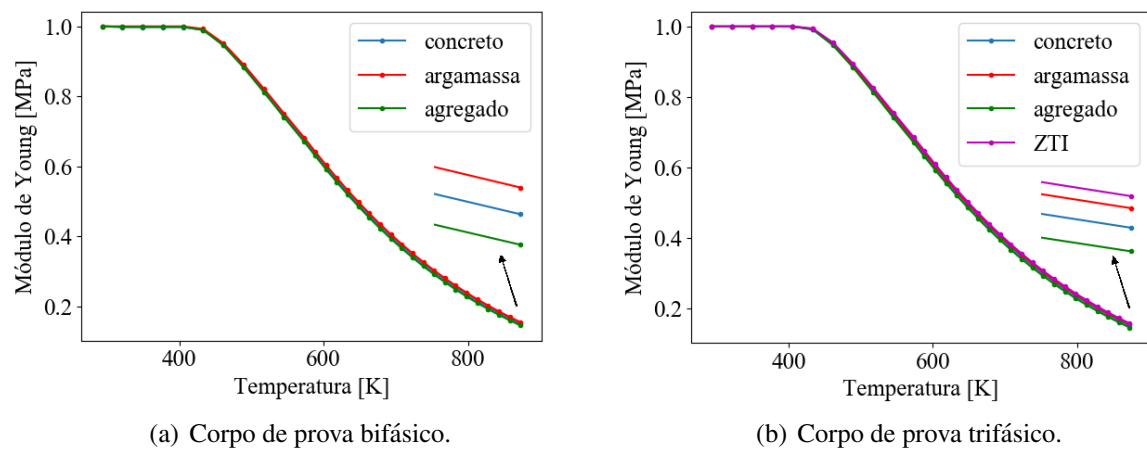 Módulo de Young [MPa]
1.0
0.8
0.6
0.4
0.2
400
600
800
Temperatura [K]
concreto
argamassa
agregado
(a) Corpo de prova bifásico.
Módulo de Young [MPa]
1.0
0.8
0.6
0.4
0.2
400
600
800
Temperatura [K]
concreto
argamassa
agregado
ZTI
(b) Corpo de prova trifásico.